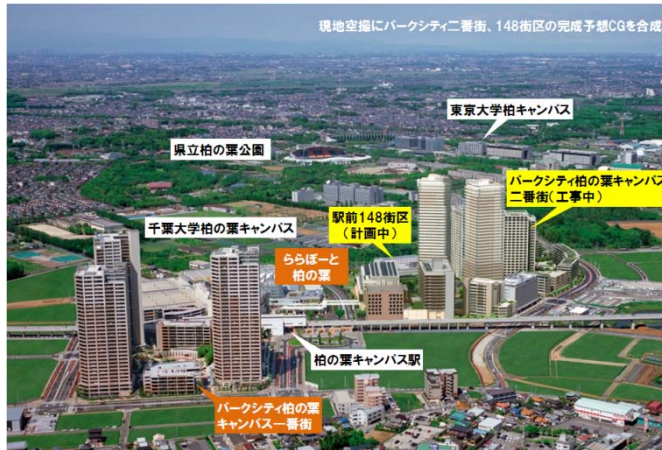 現地空撮にパークシティ二番街、148街区の完成予想CGを合成
東京大学柏キャンパス
県立柏の葉公園
パークシティ柏の葉キャンパス
二番街(工事中)
駅前148街区
(計画中)
千葉大学柏の葉キャンパス
ららぽーと
柏の葉
柏の葉キャンパス駅
パークシティ柏の葉
キャンパス一番街